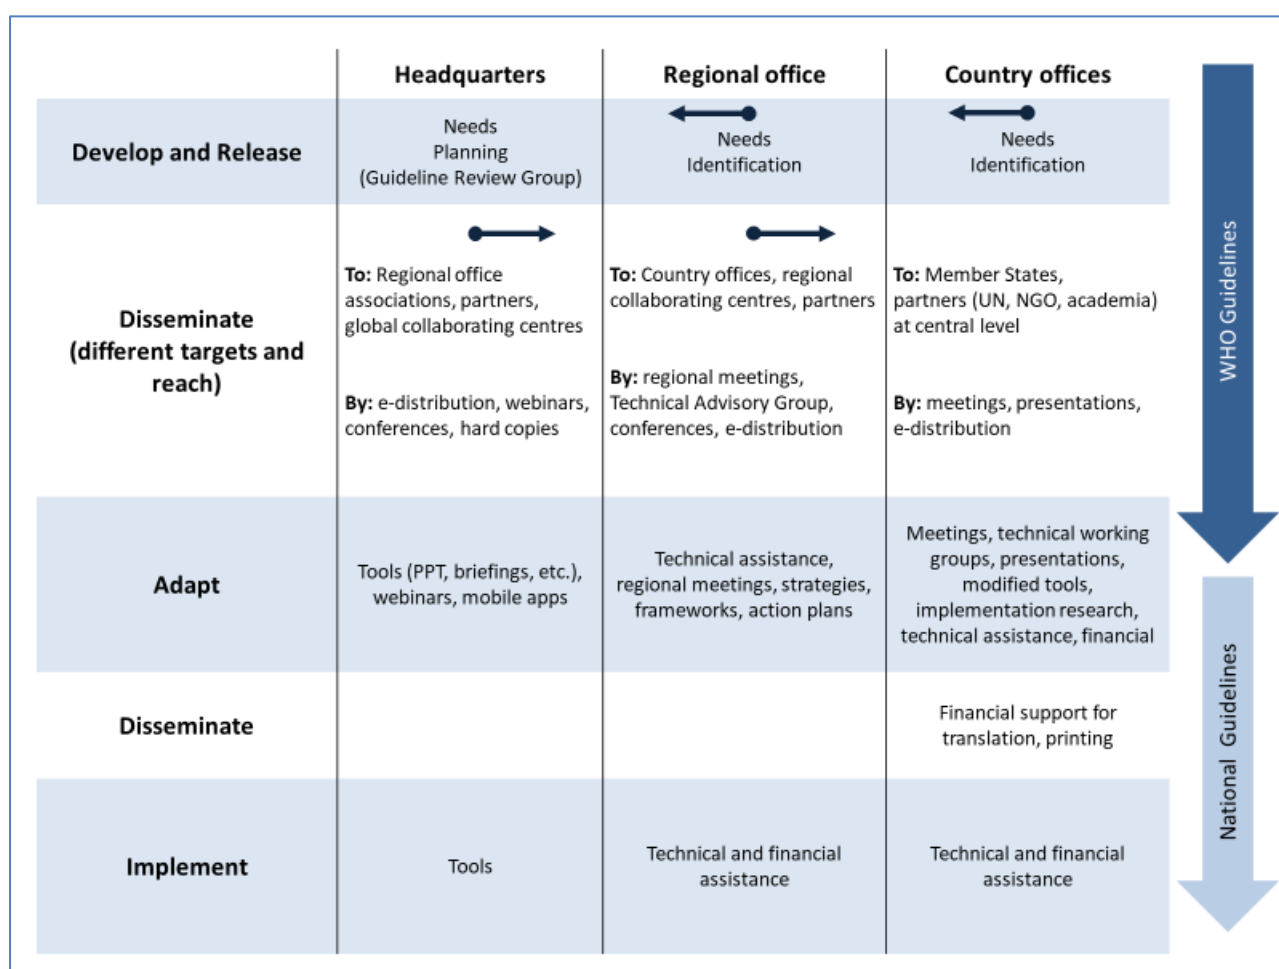 Headquarters
Regional office
Country offices
Develop and Release
Needs
Planning
(Guideline Review Group)
Needs
Identification
Needs
Identification
Disseminate
(different targets and
reach)
To: Regional office
associations, partners,
global collaborating centres
By: e-distribution, webinars,
conferences, hard copies
To: Country offices, regional
collaborating centres, partners
By: regional meetings,
Technical Advisory Group,
conferences, e-distribution
To: Member States,
partners (UN, NGO, academia)
at central level
By: meetings, presentations,
e-distribution
Adapt
Tools (PPT, briefings, etc.),
webinars, mobile apps
Technical assistance,
regional meetings, strategies,
frameworks, action plans
Meetings, technical working
groups, presentations,
modified tools,
implementation research,
technical assistance, financial
Disseminate
Financial support for
translation, printing
Implement
Tools
Technical and financial
assistance
Technical and financial
assistance
WHO Guidelines
National Guidelines